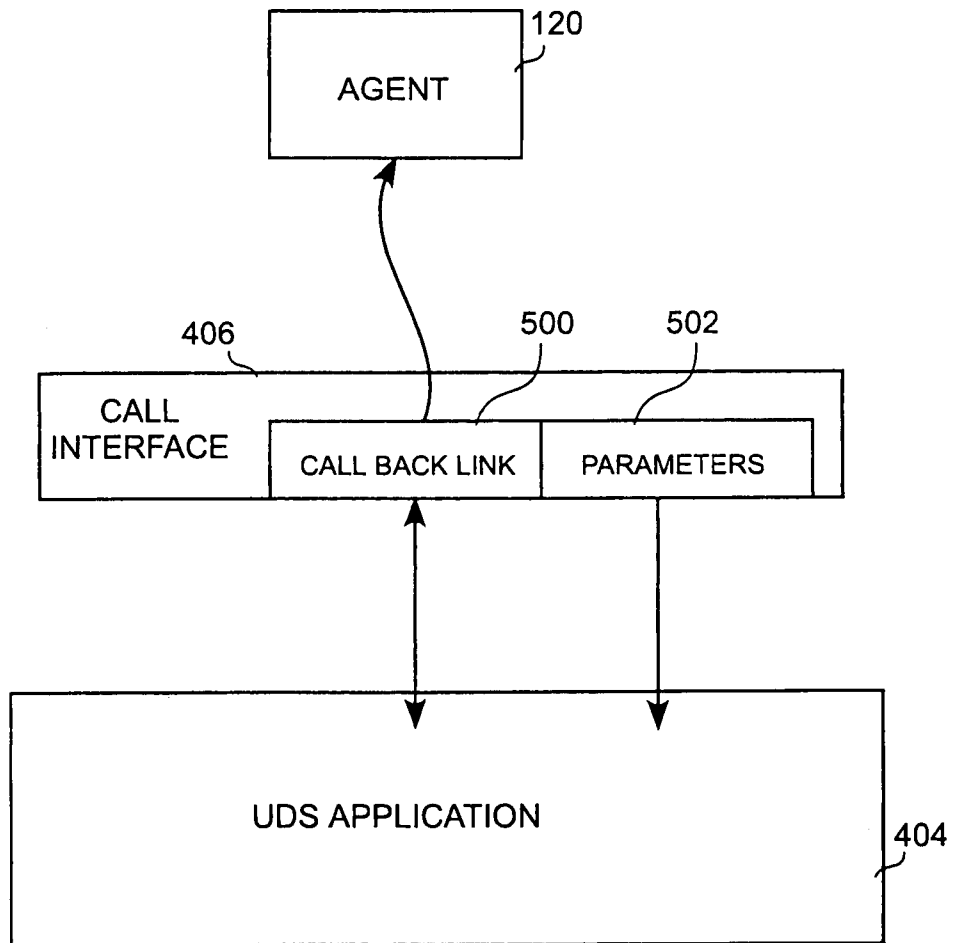 120
AGENT
406
500
502
CALL
INTERFACE
CALL BACK LINK
PARAMETERS
UDS APPLICATION
404